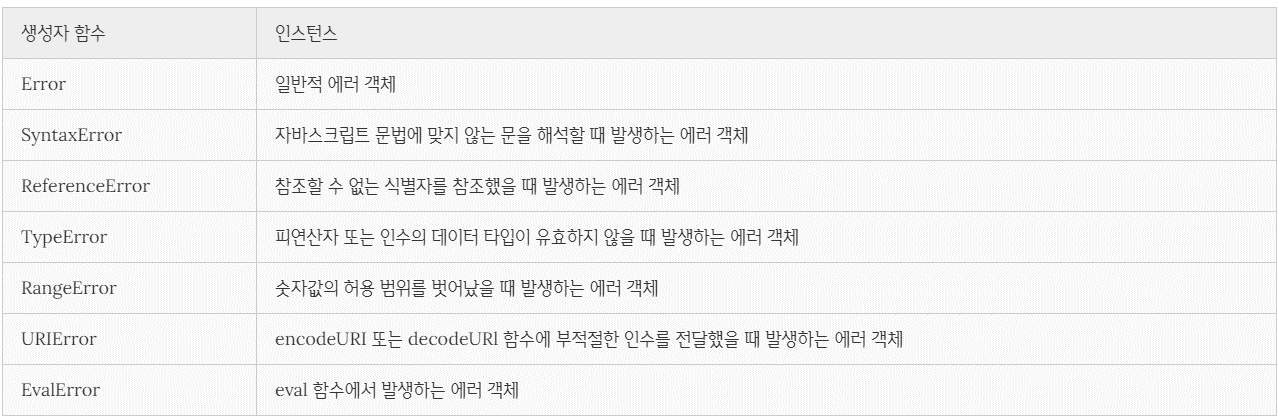 생성자 함수 인스턴스
Error 일반적 에러 객체
SyntaxError 자바스크립트 문법에 맞지 않는 문을 해석할 때 발생하는 에러 객체
ReferenceError 참조할 수 없는 식별자를 참조했을 때 발생하는 에러 객체
TypeError 피연산자 또는 인수의 데이터 타입이 유효하지 않을 때 발생하는 에러 객체
RangeError 숫자값의 허용 범위를 벗어났을 때 발생하는 에러 객체
URIError encodeURI 또는 decodeURl 함수에 부적절한 인수를 전달했을 때 발생하는 에러 객체
EvalError eval 함수에서 발생하는 에러 객체